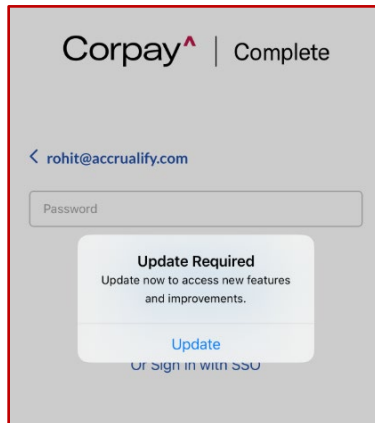 Corpay^ | Complete
< rohit@accrualify.com
Password
Update Required
Update now to access new features
and improvements.
Update
Or Sign in with SSO